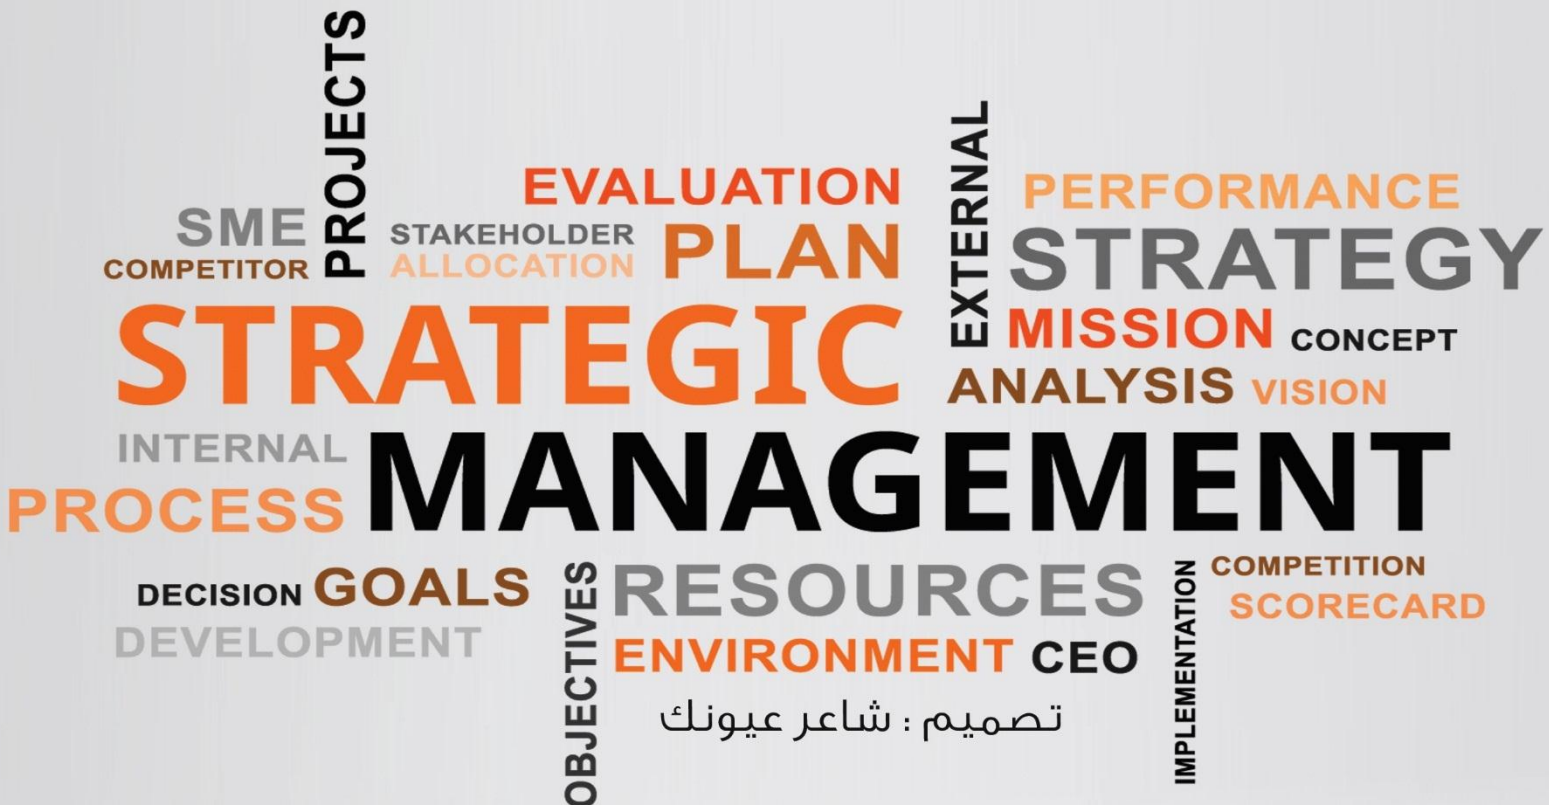 PROJECTS
EVALUATION
EXTERNAL
PERFORMANCE
SME
STAKEHOLDER
PLAN
STRATEGY
COMPETITOR
ALLOCATION
STRATEGIC
MISSION
CONCEPT
ANALYSIS
VISION
INTERNAL
MANAGEMENT
PROCESS
DECISION
GOALS
OBJECTIVES
RESOURCES
IMPLEMENTATION
COMPETITION
SCORECARD
DEVELOPMENT
ENVIRONMENT
CEO
تصميم : شاعر عيونك